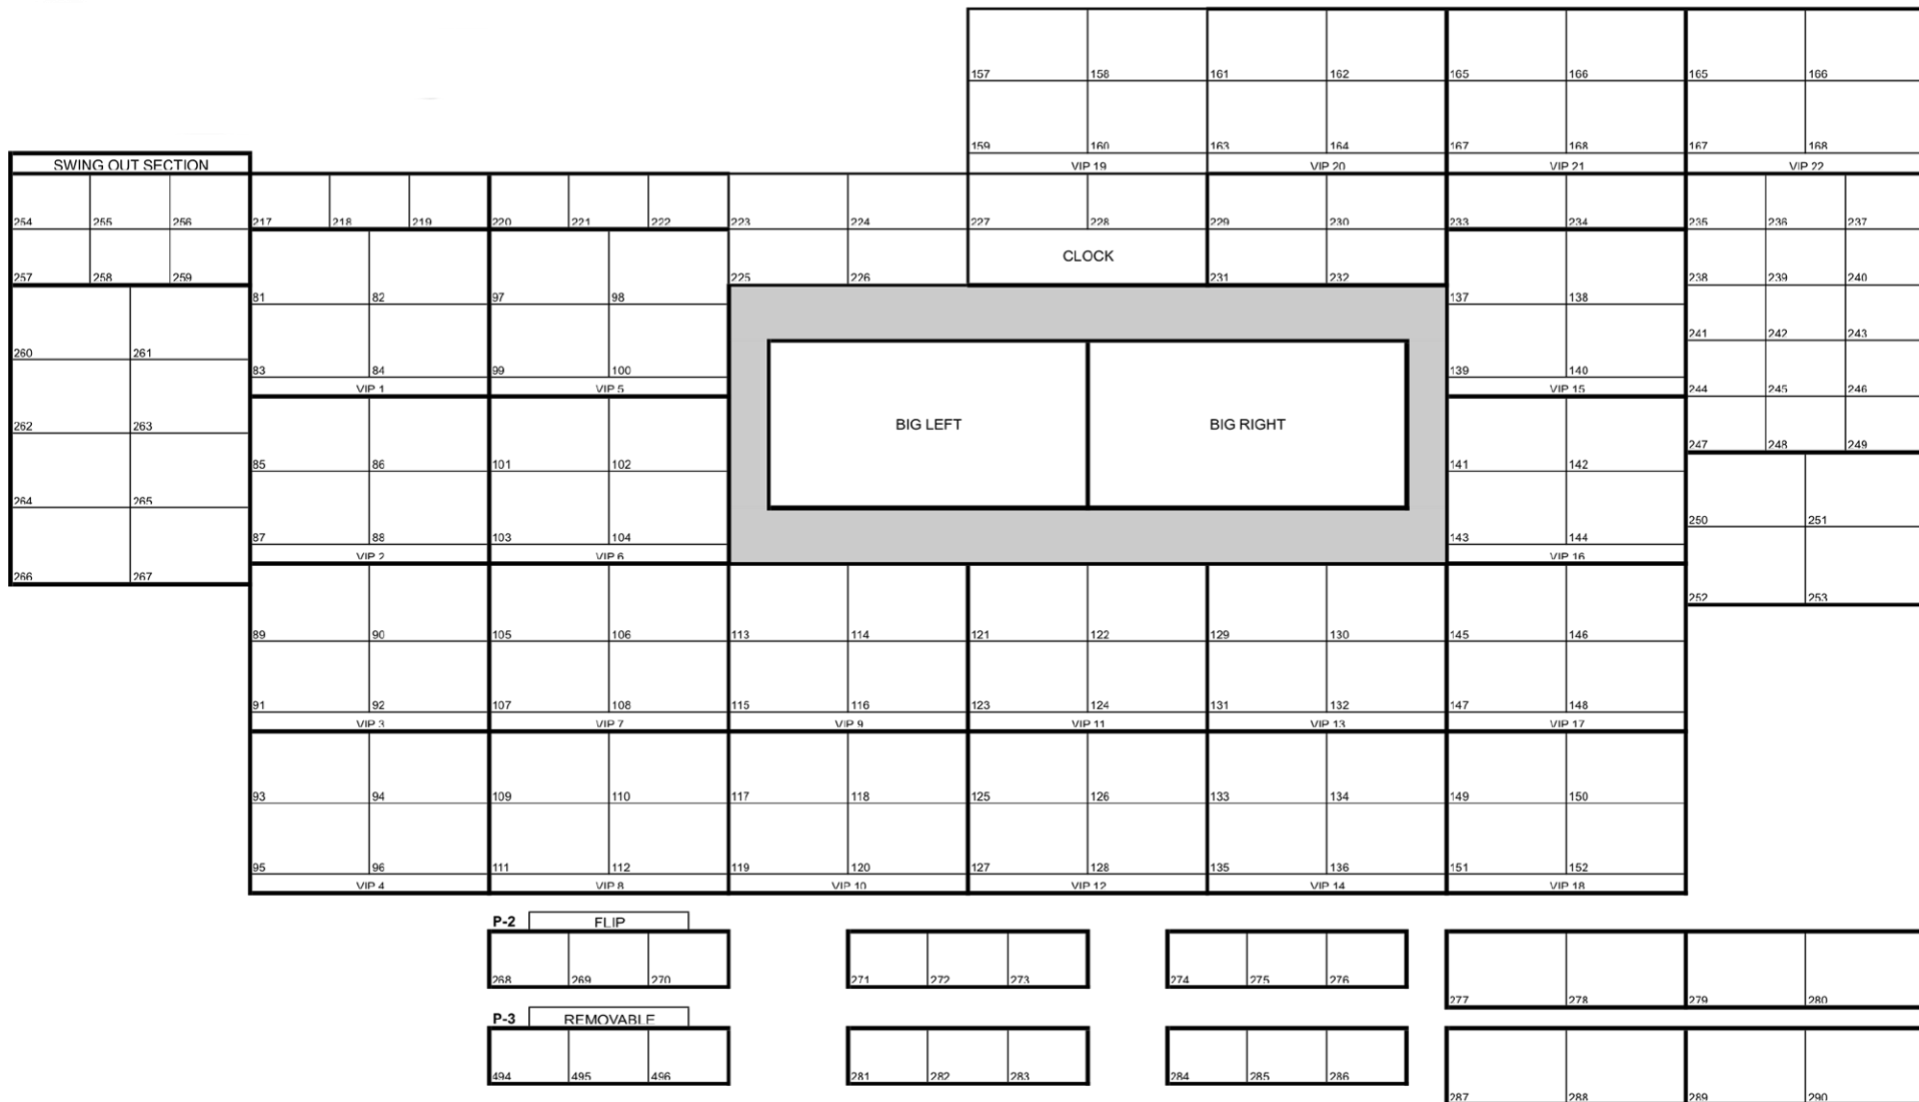 157 158 161 162 165 166 165 166
159 160 163 164 167 168 167 168
VIP 19 VIP 20 VIP 21 VIP 22
SWING OUT SECTION
254 255 256 217 218 219 220 221 222 223 224 227 228 229 230 233 234 235 236 237
CLOCK
257 258 259 225 226 231 232 238 239 240
81 82 97 98 137 138
241 242 243
260 261
83 84 99 100 139 140
VIP 1 VIP 5 VIP 15
244 245 246
BIG LEFT BIG RIGHT
262 263
247 248 249
85 86 101 102 141 142
264 265
250 251
87 88 103 104 143 144
VIP 2 VIP 6 VIP 16
266 267
252 253
89 90 105 106 113 114 121 122 129 130 145 146
91 92 107 108 115 116 123 124 131 132 147 148
VIP 3 VIP 7 VIP 9 VIP 11 VIP 13 VIP 17
93 94 109 110 117 118 125 126 133 134 149 150
95 96 111 112 119 120 127 128 135 136 151 152
VIP 4 VIP 8 VIP 10 VIP 12 VIP 14 VIP 18
P-2 FLIP
268 269 270 271 272 273 274 275 276
277 278 279 280
P-3 REMOVABLE
494 495 496 281 282 283 284 285 286
287 288 289 290